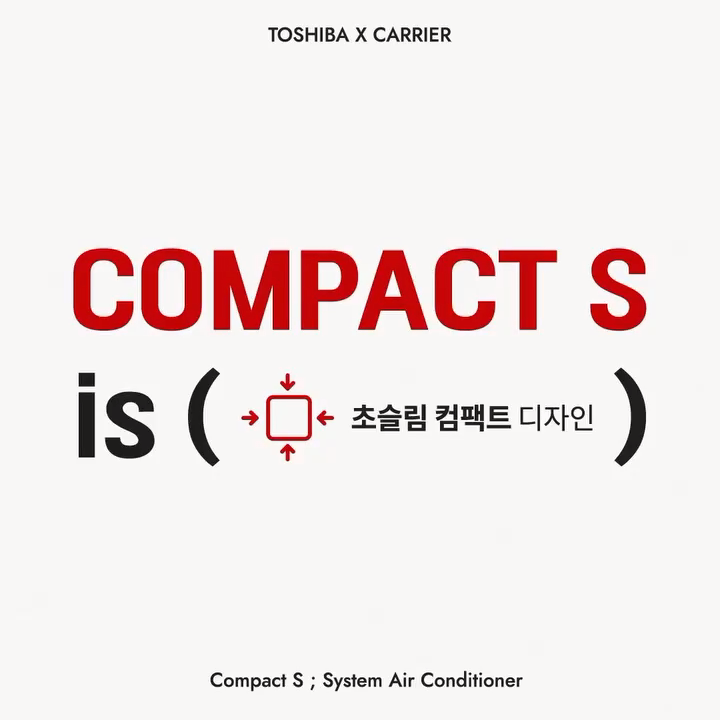 TOSHIBA X CARRIER
COMPACT S
is ( 초슬림 컴팩트 디자인 )
Compact S ; System Air Conditioner